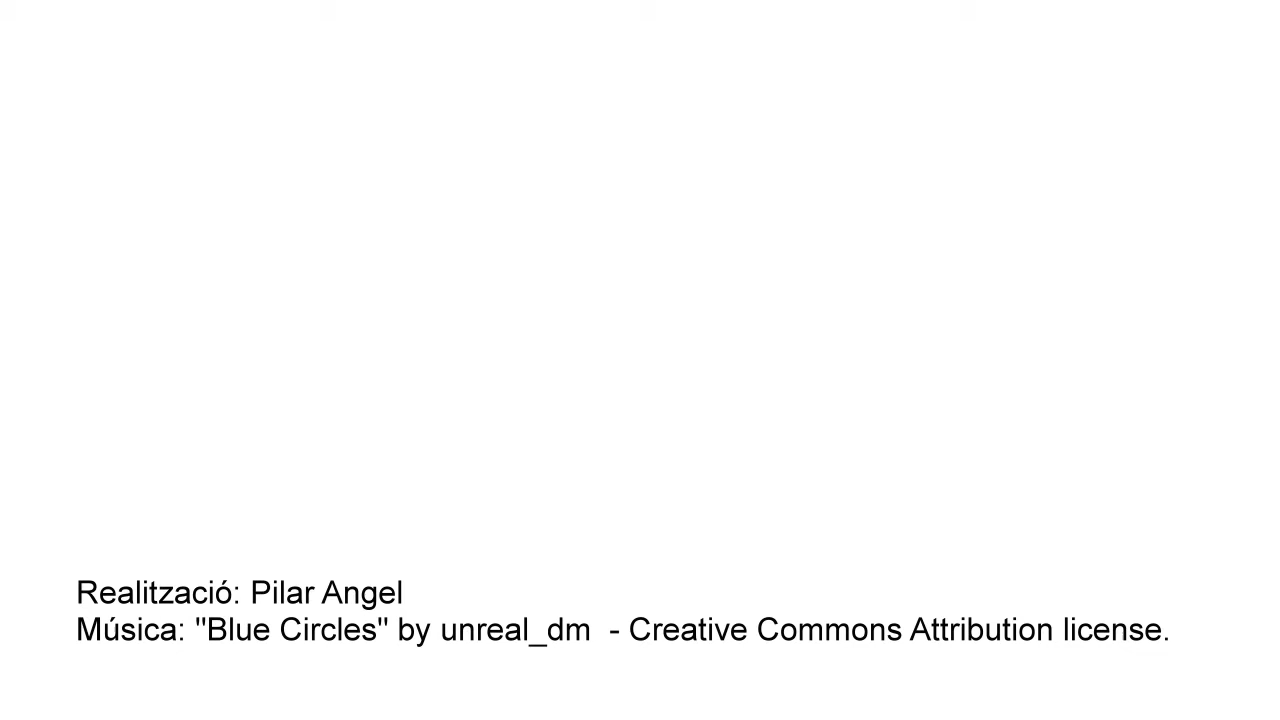 Realització: Pilar Angel
Música: "Blue Circles" by unreal_dm  - Creative Commons Attribution license.